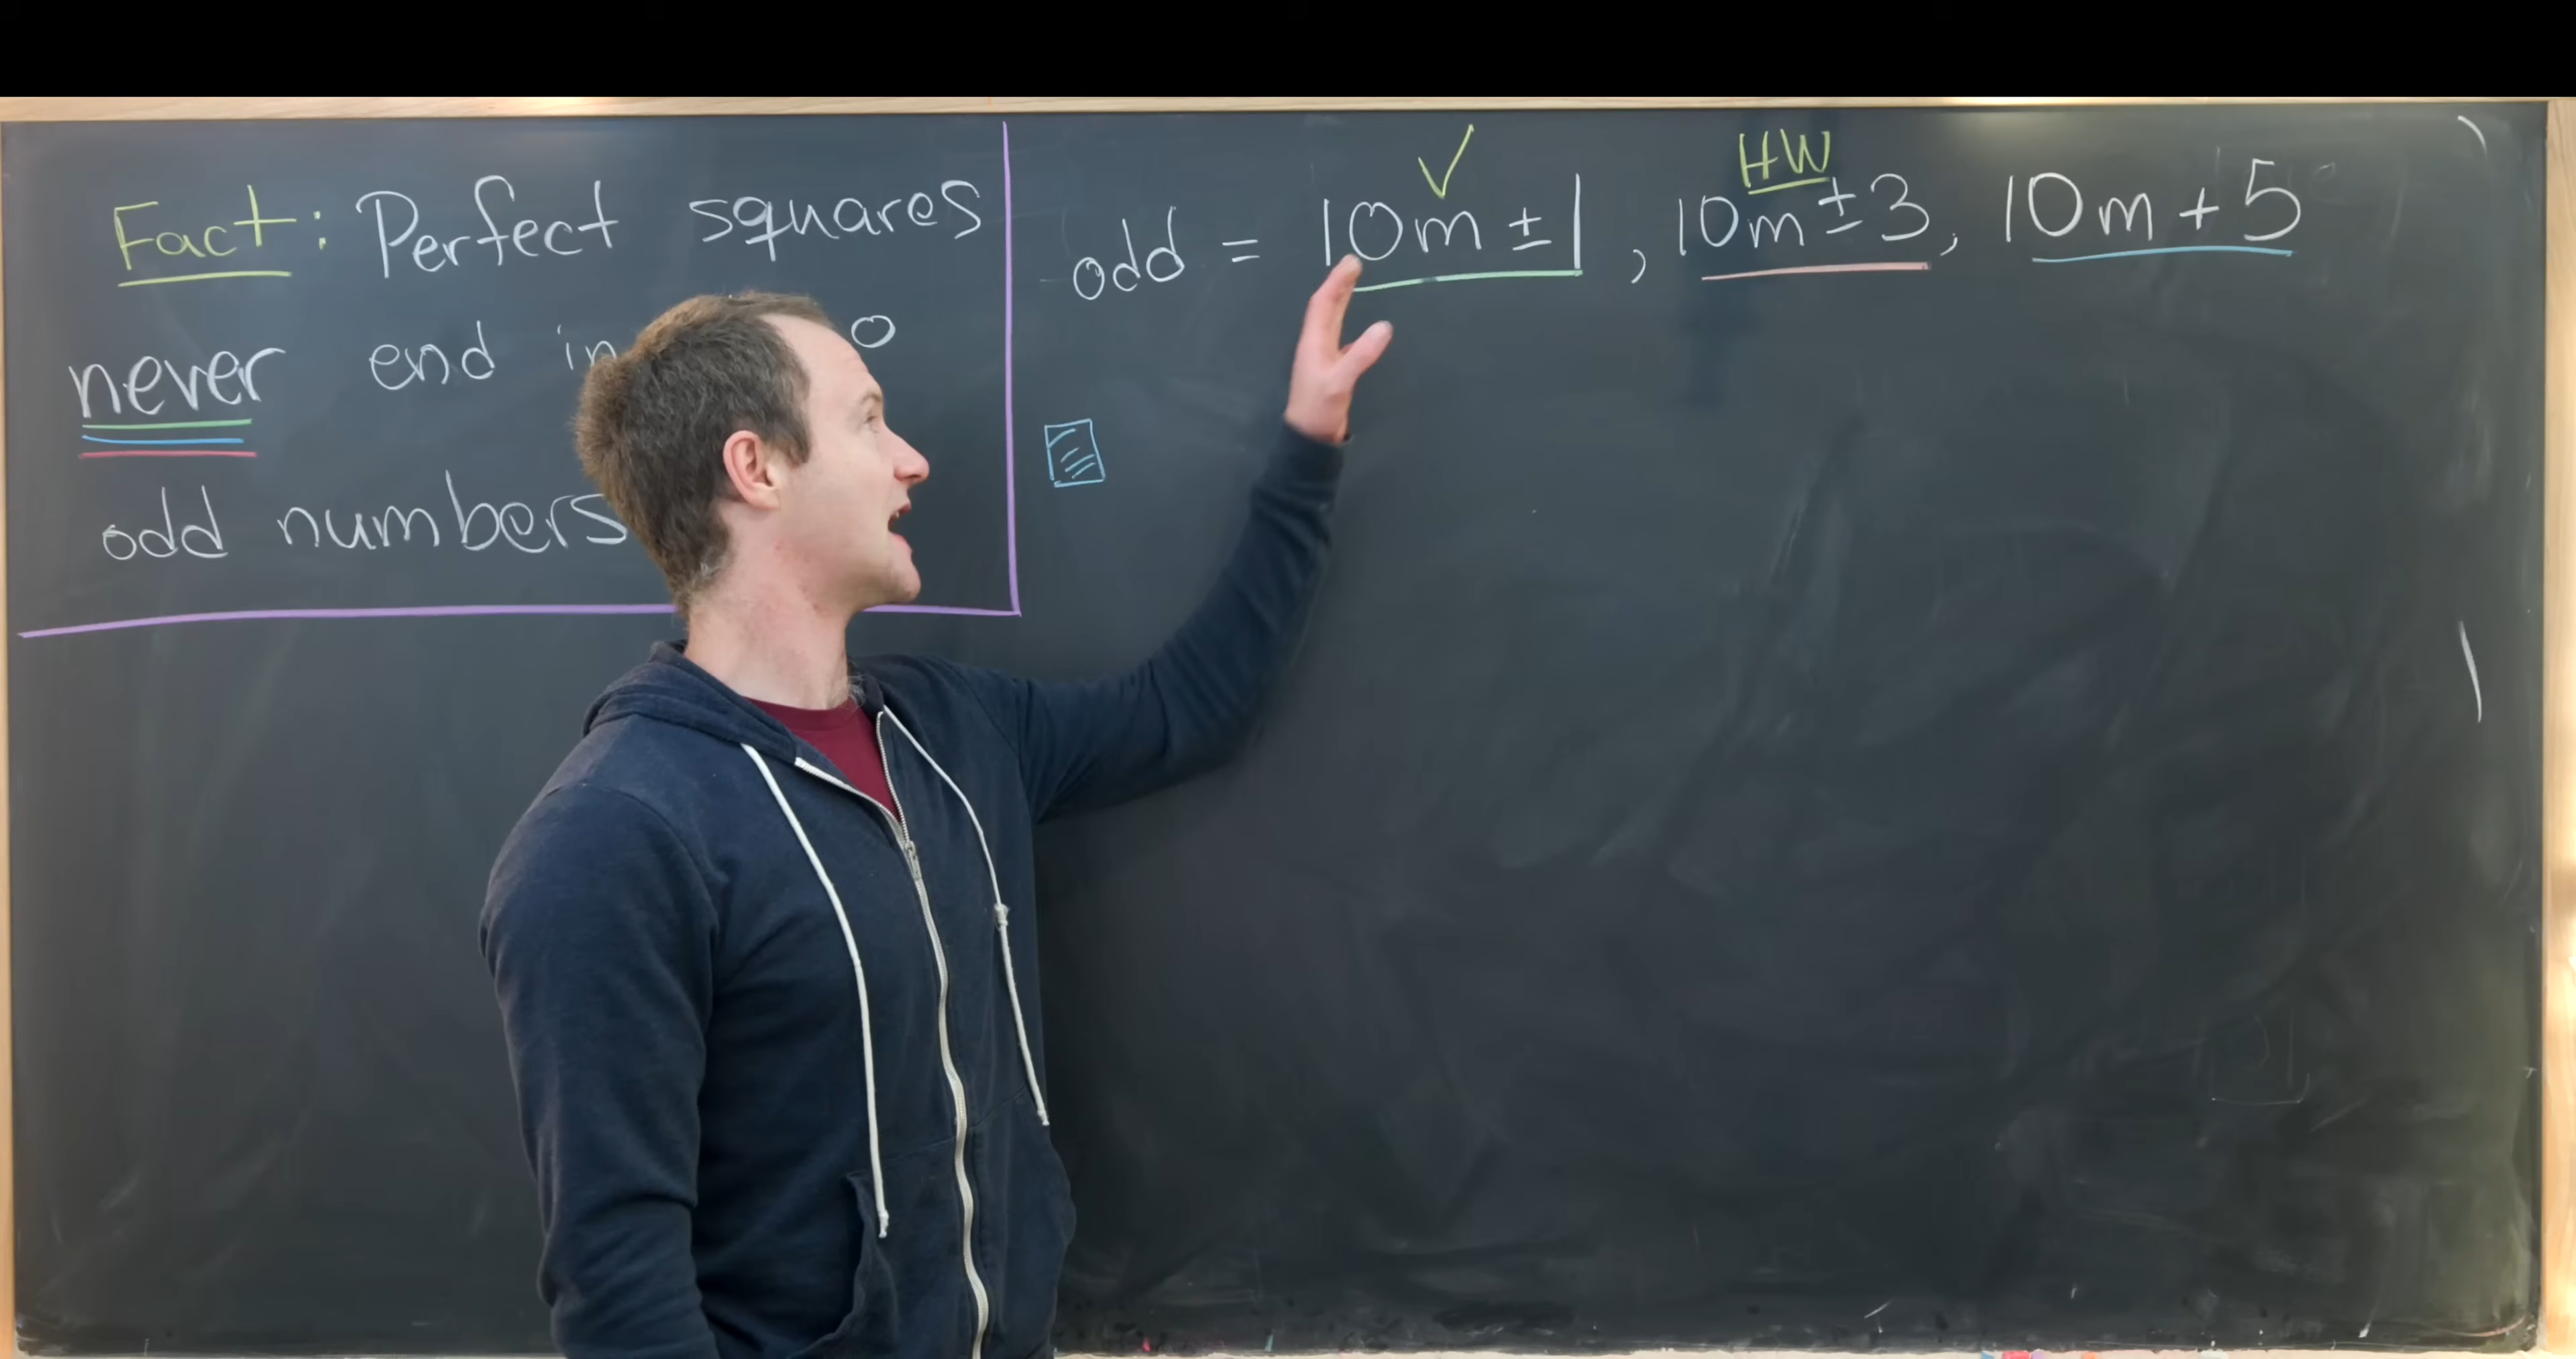 Fact: Perfect squares
never end in
odd numbers
✓
HW
odd = 10m ± 1, 10m ± 3, 10m + 5